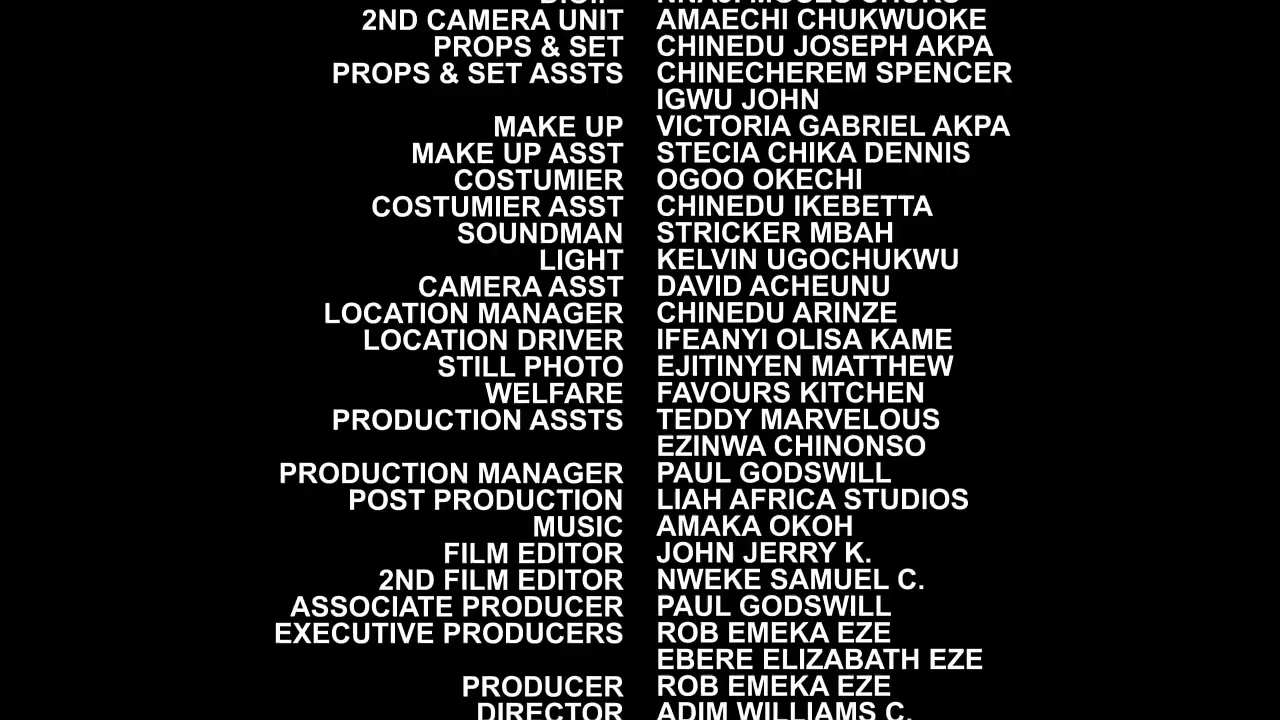 2ND CAMERA UNIT AMAECHI CHUKWUOKE
PROPS & SET CHINEDU JOSEPH AKPA
PROPS & SET ASSTS CHINECHEREM SPENCER
IGWU JOHN
MAKE UP VICTORIA GABRIEL AKPA
MAKE UP ASST STECIA CHIKA DENNIS
COSTUMIER OGOO OKECHI
COSTUMIER ASST CHINEDU IKEBETTA
SOUNDMAN STRICKER MBAH
LIGHT KELVIN UGOCHUKWU
CAMERA ASST DAVID ACHEUNU
LOCATION MANAGER CHINEDU ARINZE
LOCATION DRIVER IFEANYI OLISA KAME
STILL PHOTO EJITINYEN MATTHEW
WELFARE FAVOURS KITCHEN
PRODUCTION ASSTS TEDDY MARVELOUS
EZINWA CHINONSO
PRODUCTION MANAGER PAUL GODSWILL
POST PRODUCTION LIAH AFRICA STUDIOS
MUSIC AMAKA OKOH
FILM EDITOR JOHN JERRY K.
2ND FILM EDITOR NWEKE SAMUEL C.
ASSOCIATE PRODUCER PAUL GODSWILL
EXECUTIVE PRODUCERS ROB EMEKA EZE
EBERE ELIZABATH EZE
PRODUCER ROB EMEKA EZE
DIRECTOR ADIM WILLIAMS C.